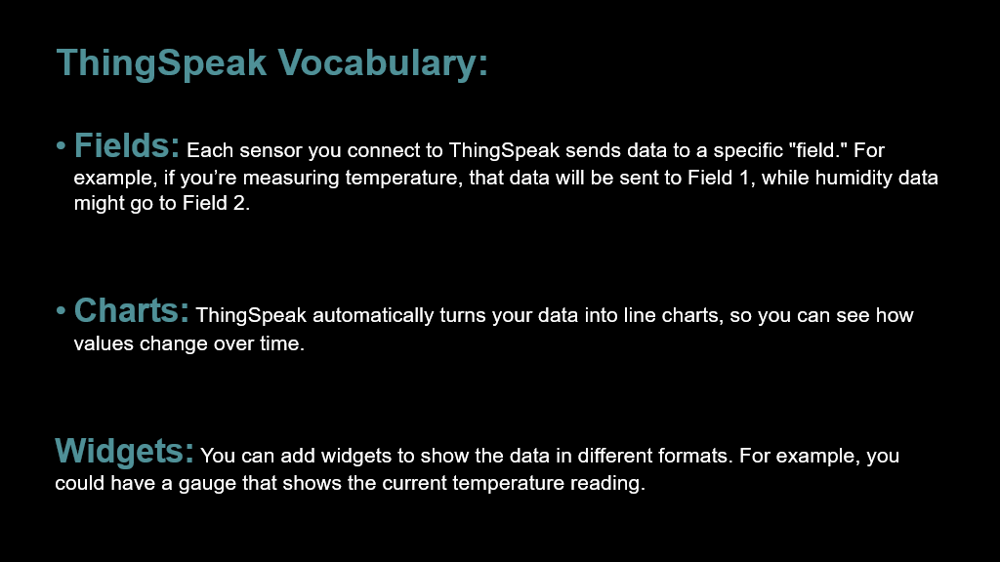 ThingSpeak Vocabulary:
• Fields: Each sensor you connect to ThingSpeak sends data to a specific "field." For
example, if you’re measuring temperature, that data will be sent to Field 1, while humidity data
might go to Field 2.
• Charts: ThingSpeak automatically turns your data into line charts, so you can see how
values change over time.
Widgets: You can add widgets to show the data in different formats. For example, you
could have a gauge that shows the current temperature reading.